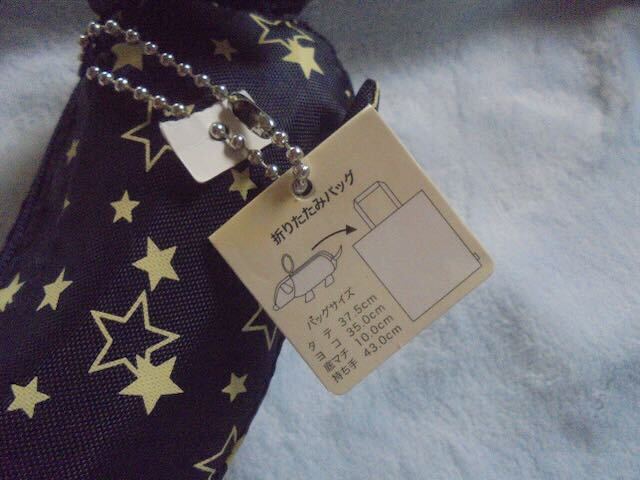 折りたたみバッグ
バッグサイズ
タテ 37.5cm
ヨコ 35.0cm
底マチ 10.0cm
持ち手 43.0cm